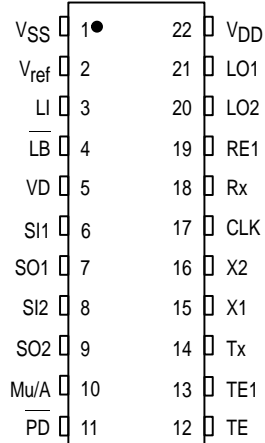 VSS 1 22 VDD
Vref 2 21 LO1
LI 3 20 LO2
L̅B̅ 4 19 RE1
VD 5 18 Rx
SI1 6 17 CLK
SO1 7 16 X2
SI2 8 15 X1
SO2 9 14 Tx
Mu/A 10 13 TE1
P̅D̅ 11 12 TE